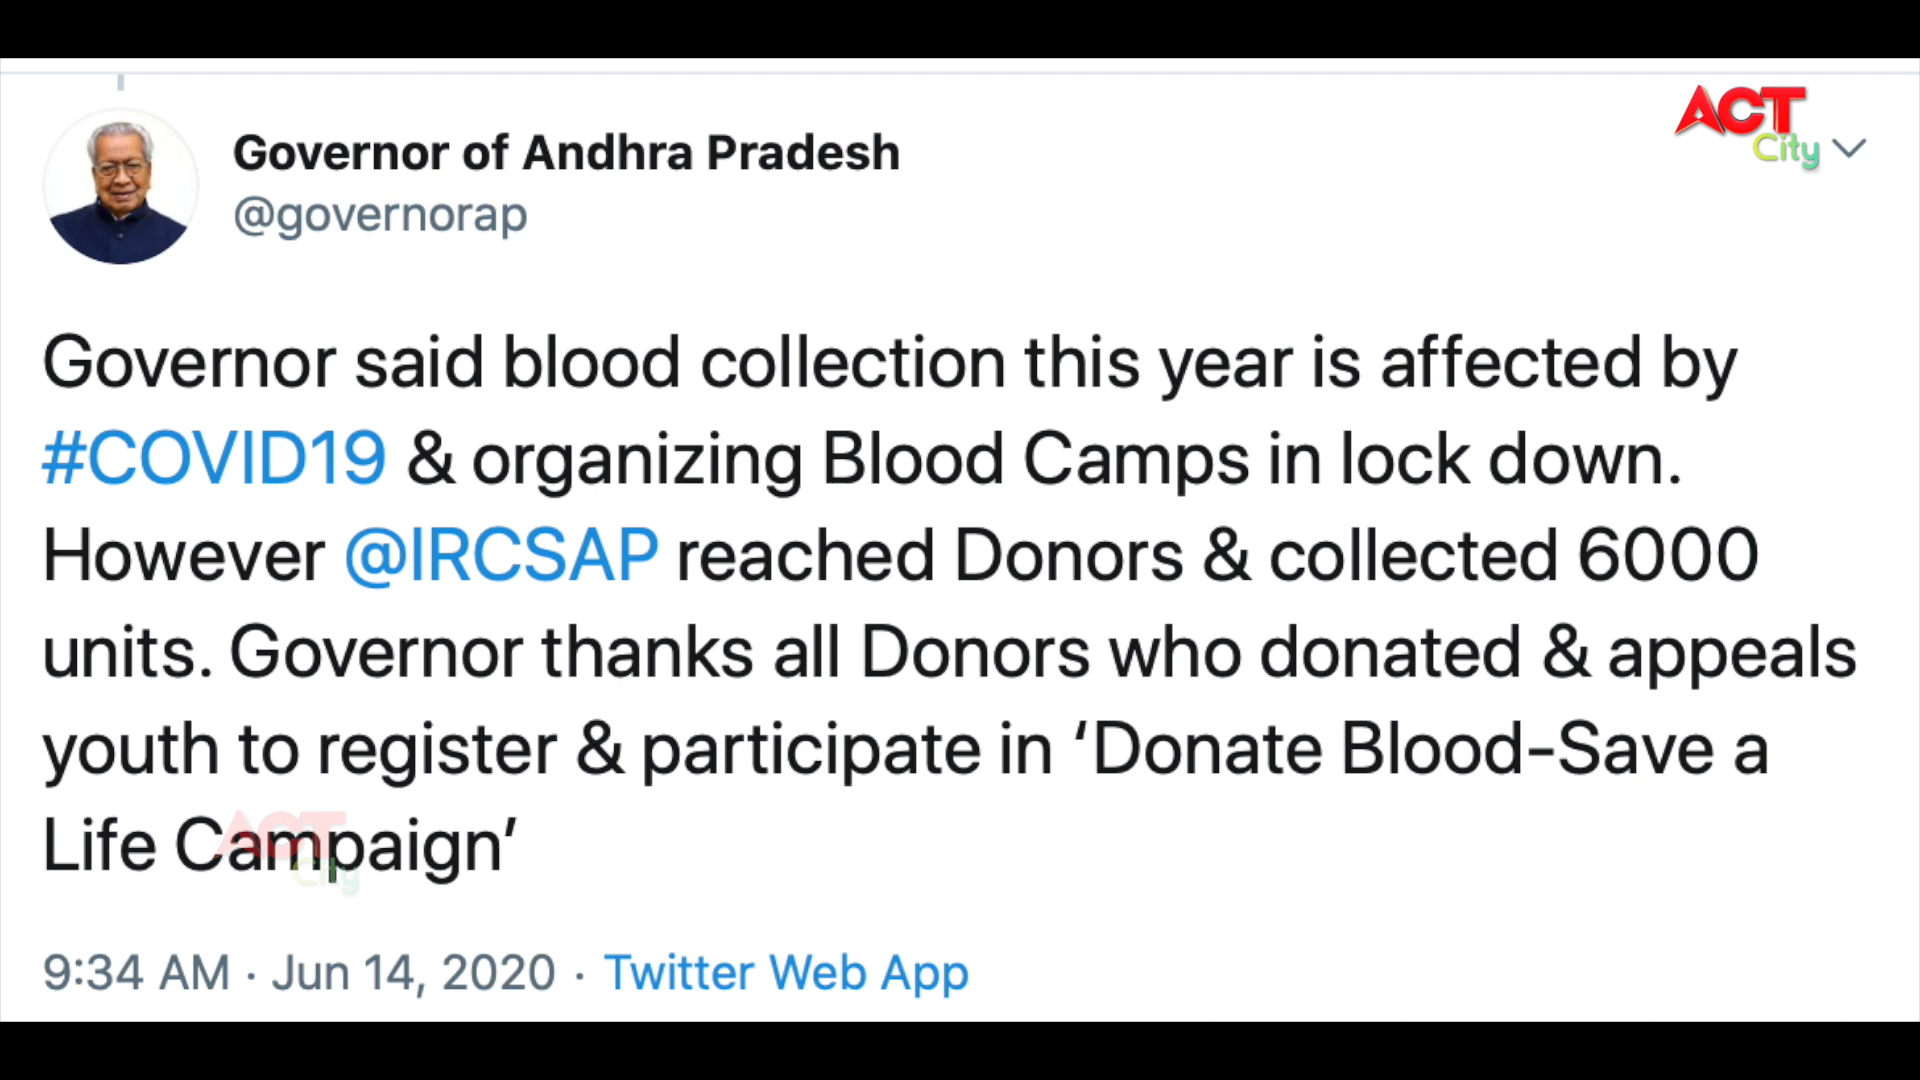 ACT
City
Governor of Andhra Pradesh
@governorap
Governor said blood collection this year is affected by
#COVID19 & organizing Blood Camps in lock down.
However @IRCSAP reached Donors & collected 6000
units. Governor thanks all Donors who donated & appeals
youth to register & participate in ‘Donate Blood-Save a
Life Campaign’
ACT
City
9:34 AM · Jun 14, 2020 · Twitter Web App